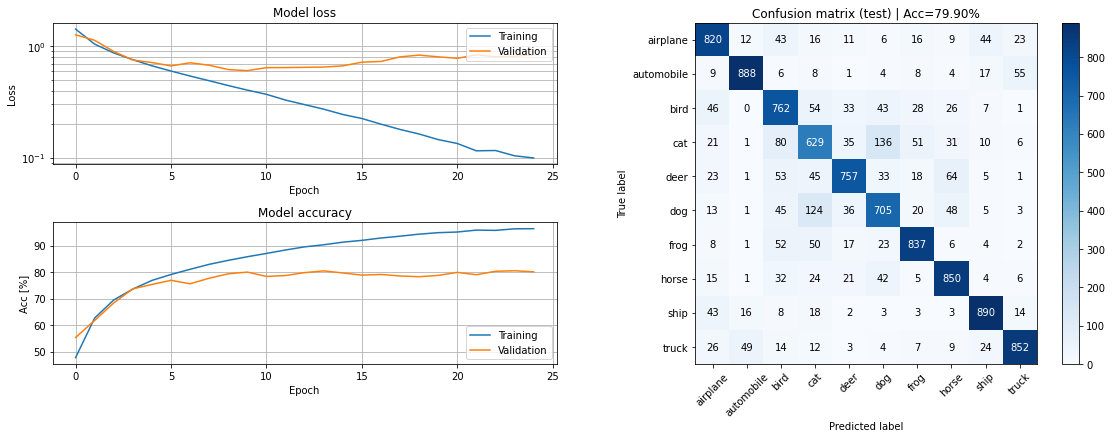 Model loss
10⁰
10⁻¹
Loss
Training
Validation
0 5 10 15 20 25
Epoch
Model accuracy
90
80
70
60
50
Acc [%]
Training
Validation
0 5 10 15 20 25
Epoch
Confusion matrix (test) | Acc=79.90%
True label
airplane 820 12 43 16 11 6 16 9 44 23
automobile 9 888 6 8 1 4 8 4 17 55
bird 46 0 762 54 33 43 28 26 7 1
cat 21 1 80 629 35 136 51 31 10 6
deer 23 1 53 45 757 33 18 64 5 1
dog 13 1 45 124 36 705 20 48 5 3
frog 8 1 52 50 17 23 837 6 4 2
horse 15 1 32 24 21 42 5 850 4 6
ship 43 16 8 18 2 3 3 3 890 14
truck 26 49 14 12 3 4 7 9 24 852
airplane automobile bird cat deer dog frog horse ship truck
Predicted label
800
700
600
500
400
300
200
100
0